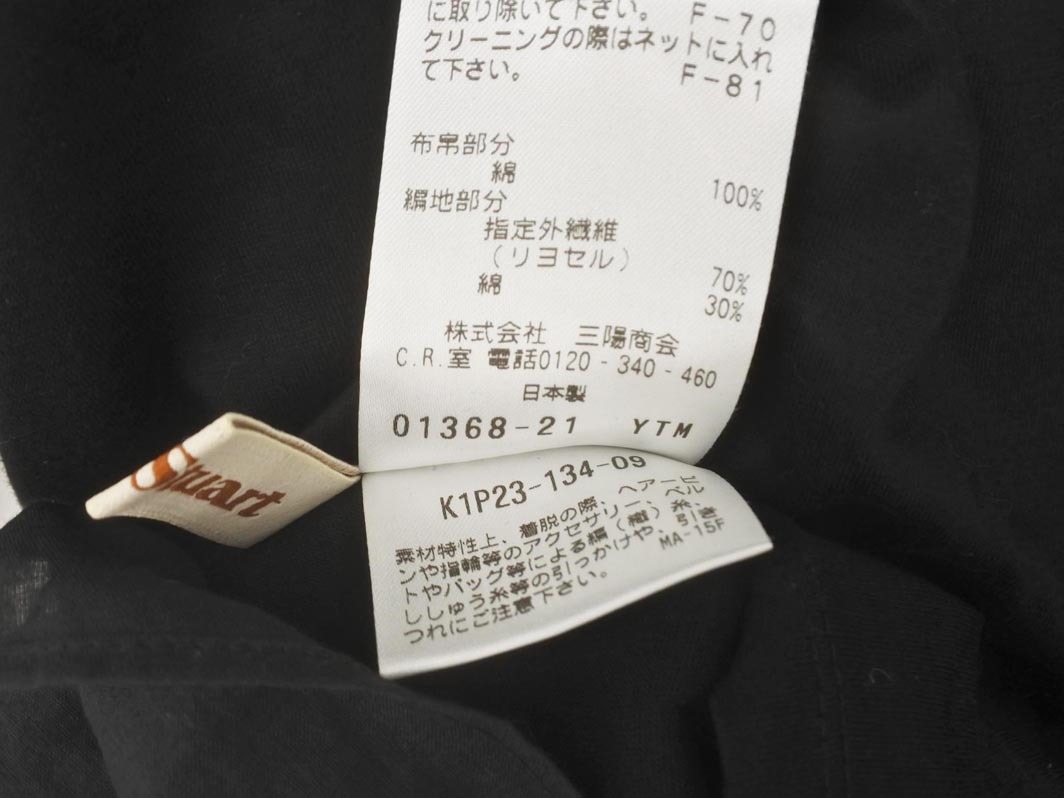 に取り除いて下さい。 F-70
クリーニングの際はネットに入れ
て下さい。 F-81
布帛部分
綿 100%
編地部分
指定外繊維
(リヨセル) 70%
綿 30%
株式会社 三陽商会
C.R.室 電話0120-340-460
日本製
01368-21 YTM
Stuart
K1P23-134-09
素材特性上、着脱の際、ヘアーピ
ンや指輪等のアクセサリー、ベル
トやバッグ等による編(織)糸、
ししゅう糸等の引っかけや、引き
つれにご注意下さい。 MA-15F